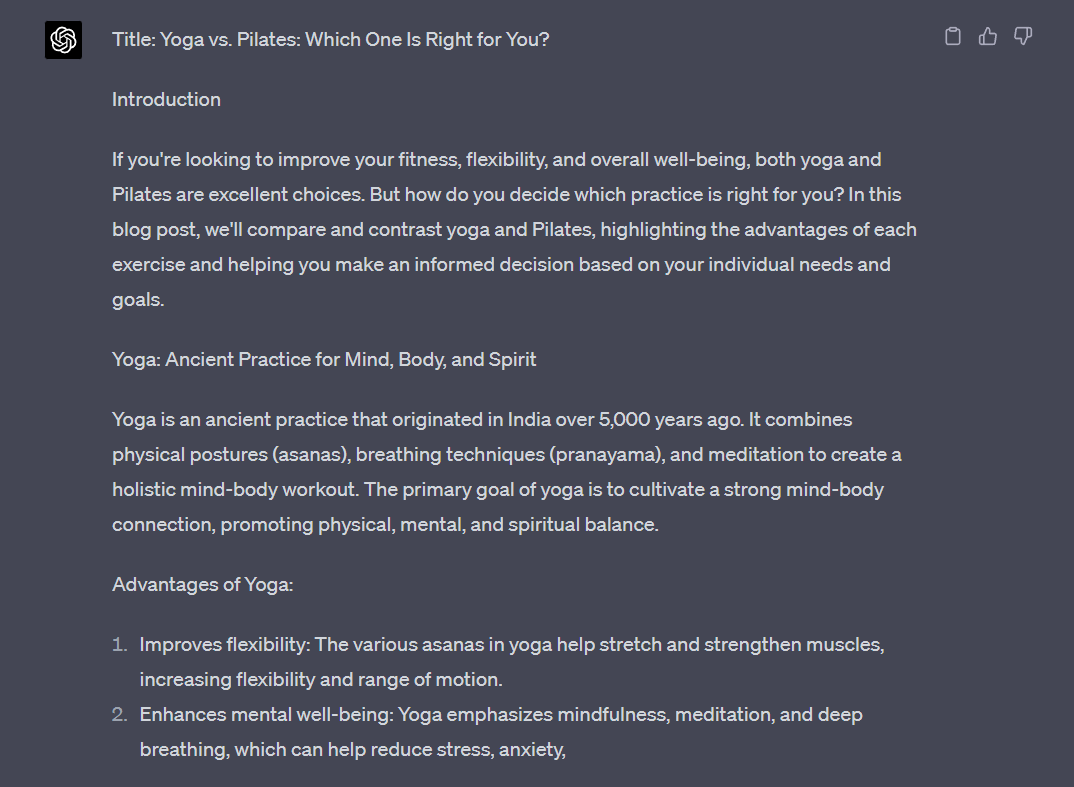 Title: Yoga vs. Pilates: Which One Is Right for You?
Introduction
If you're looking to improve your fitness, flexibility, and overall well-being, both yoga and
Pilates are excellent choices. But how do you decide which practice is right for you? In this
blog post, we'll compare and contrast yoga and Pilates, highlighting the advantages of each
exercise and helping you make an informed decision based on your individual needs and
goals.
Yoga: Ancient Practice for Mind, Body, and Spirit
Yoga is an ancient practice that originated in India over 5,000 years ago. It combines
physical postures (asanas), breathing techniques (pranayama), and meditation to create a
holistic mind-body workout. The primary goal of yoga is to cultivate a strong mind-body
connection, promoting physical, mental, and spiritual balance.
Advantages of Yoga:
1. Improves flexibility: The various asanas in yoga help stretch and strengthen muscles,
increasing flexibility and range of motion.
2. Enhances mental well-being: Yoga emphasizes mindfulness, meditation, and deep
breathing, which can help reduce stress, anxiety,